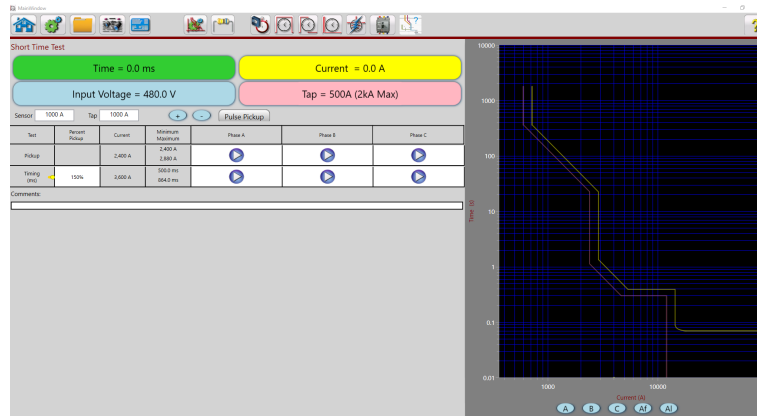 MainWindow
Short Time Test
Time = 0.0 ms
Current = 0.0 A
Input Voltage = 480.0 V
Tap = 500A (2kA Max)
Sensor 1000 A Tap 1000 A + - Pulse Pickup
Test Percent Pickup Current Minimum Maximum Phase A Phase B Phase C
Pickup 2,400 A 2,400 A 2,880 A
Timing (ms) 150% 3,600 A 500.0 ms 864.0 ms
Comments:
10000
1000
100
10
1
0.1
0.01
Time (s)
1000 10000
Current (A)
A B C Af Al